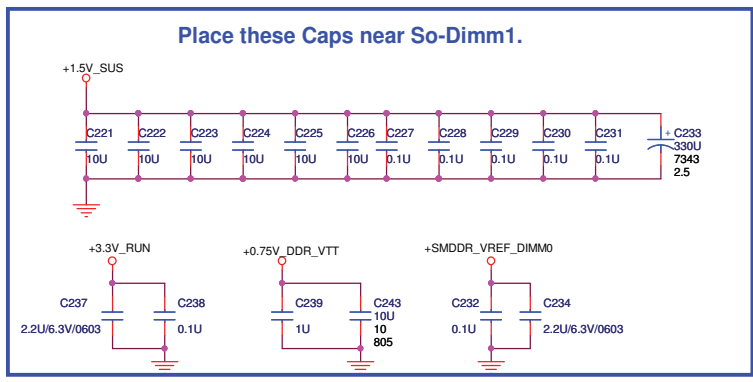 Place these Caps near So-Dimm1.
+1.5V_SUS
C221 C222 C223 C224 C225 C226 C227 C228 C229 C230 C231 + C233
10U 10U 10U 10U 10U 10U 0.1U 0.1U 0.1U 0.1U 0.1U 330U
7343
2.5
+3.3V_RUN +0.75V_DDR_VTT +SMDDR_VREF_DIMM0
C237 C238 C239 C243 C232 C234
2.2U/6.3V/0603 0.1U 1U 10U 0.1U 2.2U/6.3V/0603
10
805